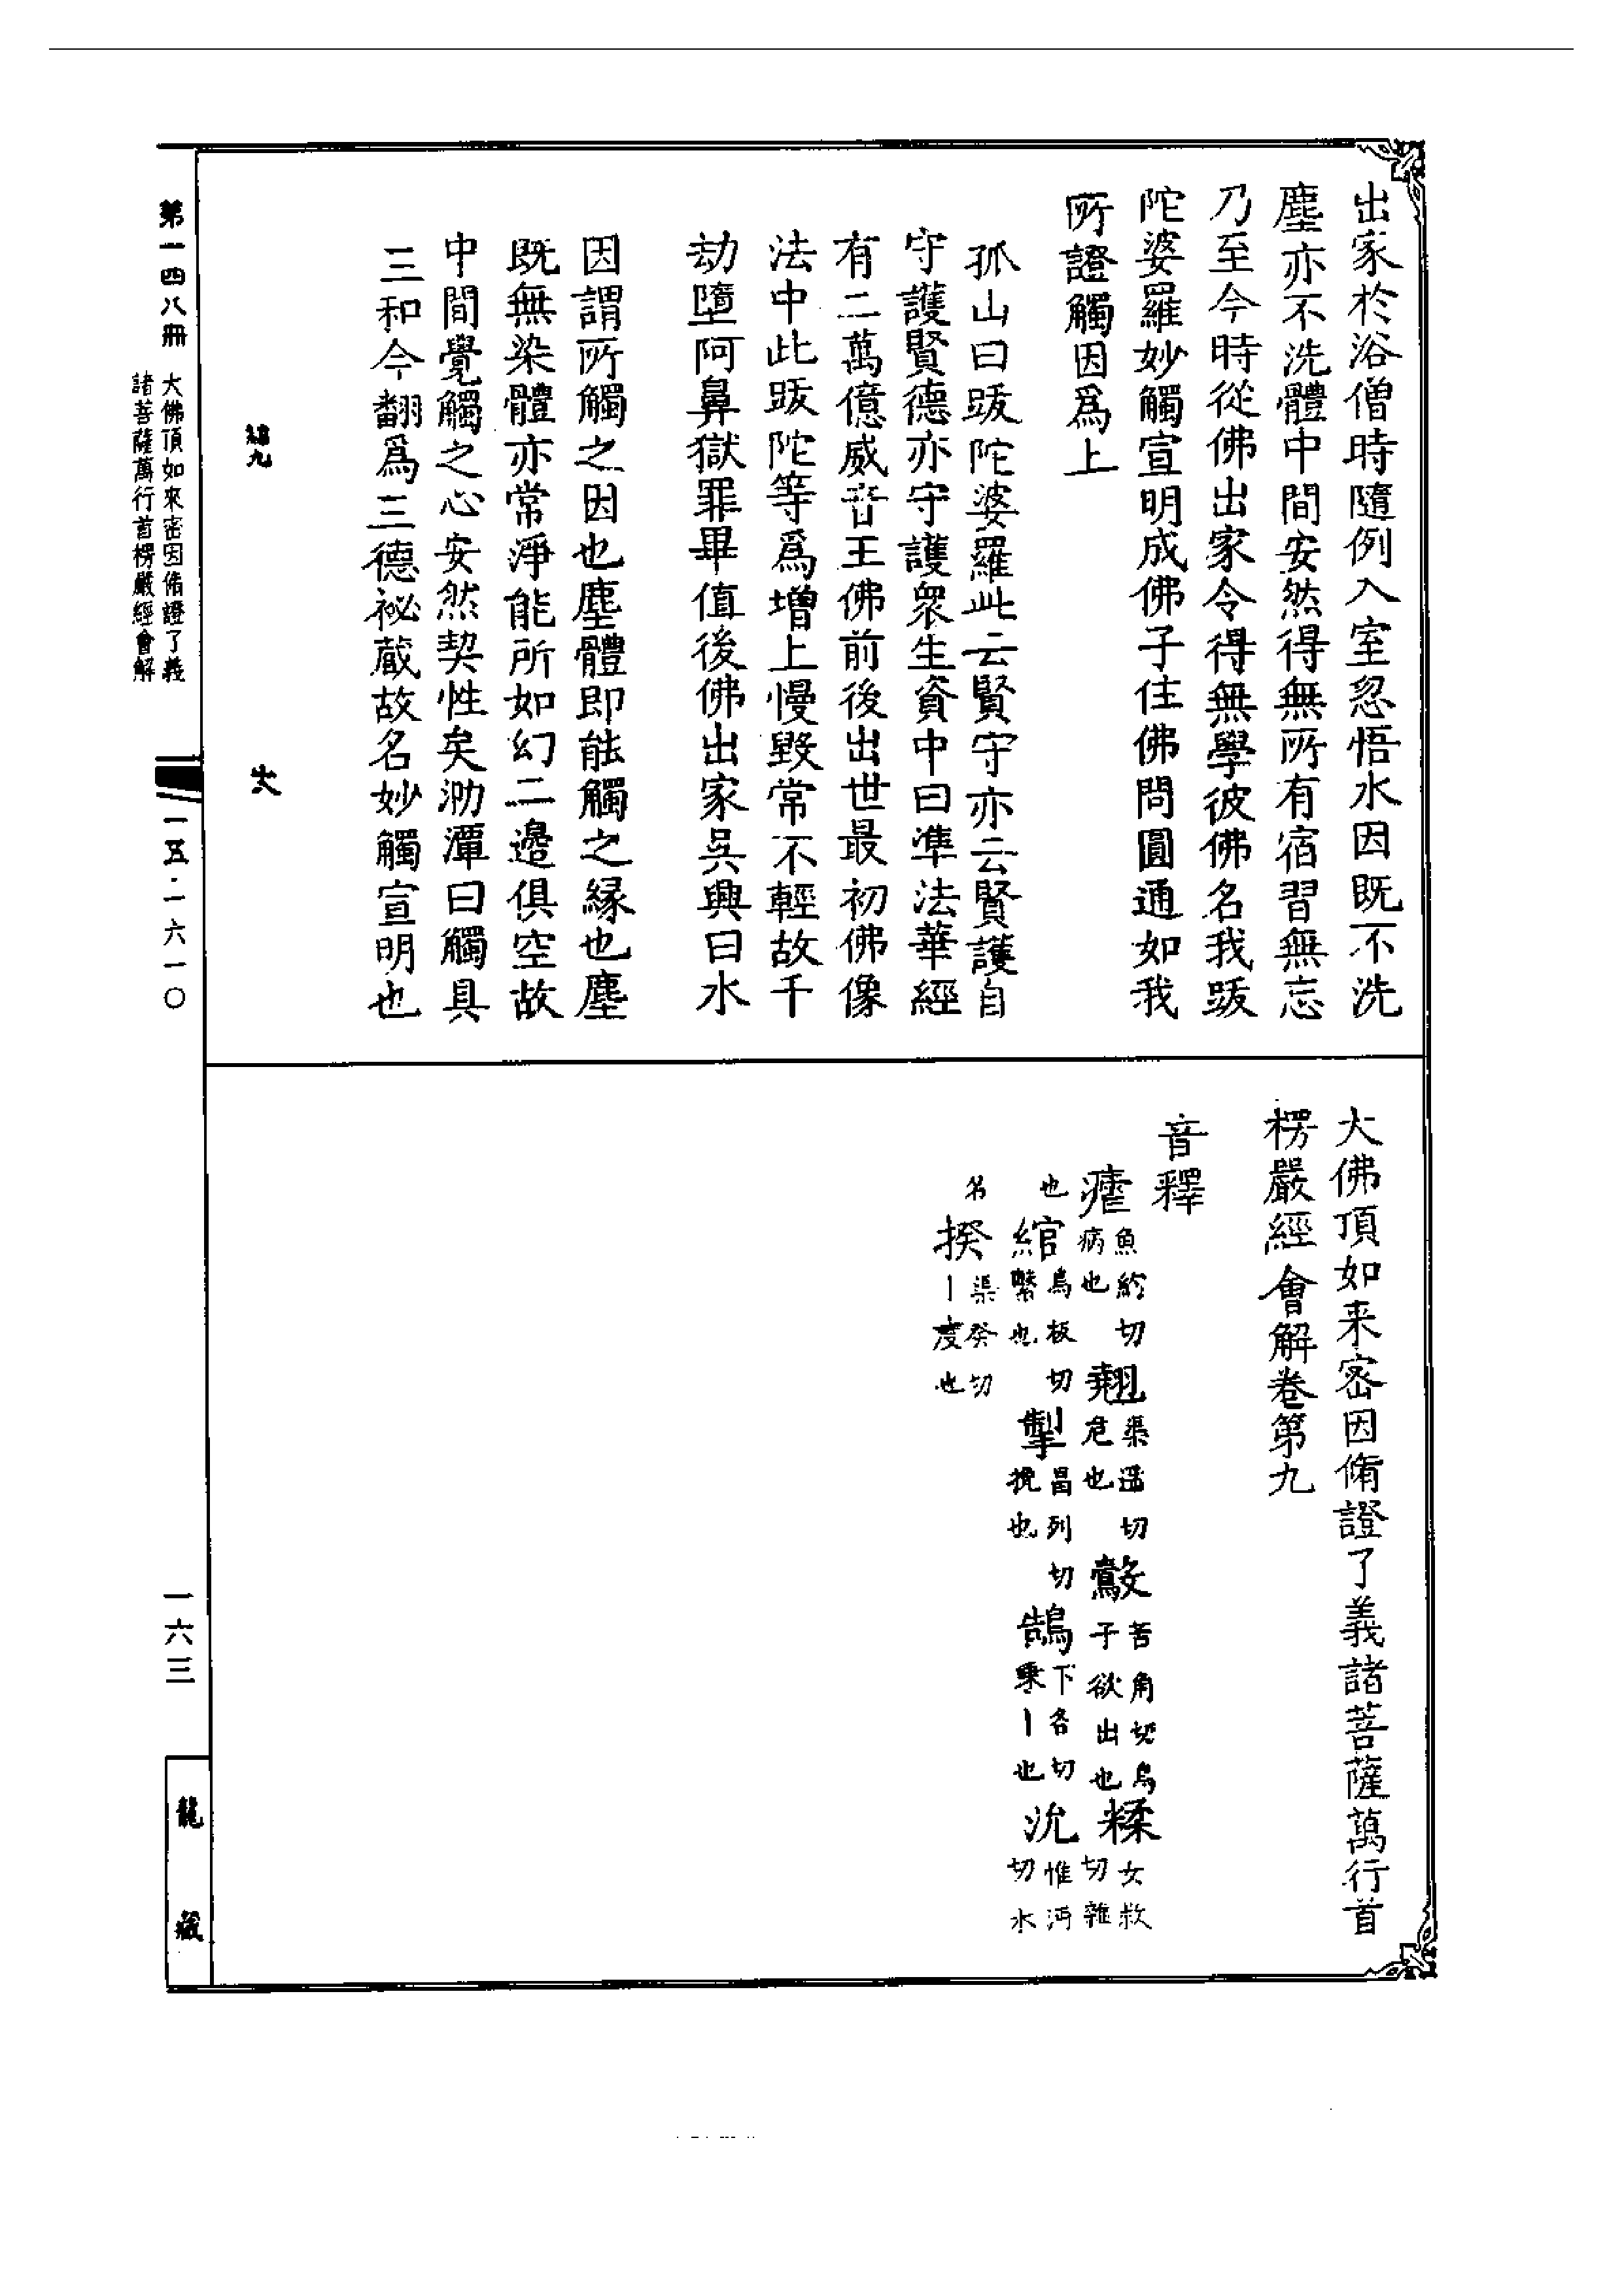 出家於浴僧時隨例入室忽悟水因既不洗
塵亦不洗體中間安然得無所有宿習無忘
乃至今時從佛出家令得無學彼佛名我跋
陀婆羅妙觸宣明成佛子住佛問圓通如我
所證觸因爲上
孤山曰跋陀婆羅此云賢守亦云賢護自
守護賢德亦守護衆生資中曰準法華經
有二萬億威音王佛前後出世最初佛像
法中此跋陀等爲增上慢毀常不輕故千
劫墮阿鼻獄罪畢值後佛出家吳興曰水
因謂所觸之因也塵體即能觸之緣也塵
既無染體亦常淨能所如幻二邊俱空故
中間覺觸之心安然契性矣泐潭曰觸具
三和今翻爲三德祕藏故名妙觸宣明也
大佛頂如来密因脩證了義諸菩薩萬行首
楞嚴經會解卷第九
音釋
瘧魚約切病也翹渠遥切危也鷇苦角切鳥子欲出也糅女救切雜
也綰烏板切繫也掣昌列切挽也鵠下各切乗丨也沇惟沔切水
名揆渠癸切丨度也
第一四八冊
大佛頂如來密因脩證了義
諸菩薩萬行首楞嚴經會解
一五·二六一〇
一六三
龍藏